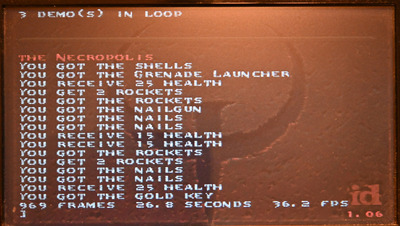 3 DEMO(S) IN LOOP
THE NECROPOLIS
YOU GOT THE SHELLS
YOU GOT THE GRENADE LAUNCHER
YOU RECEIVE 25 HEALTH
YOU GET 2 ROCKETS
YOU GOT THE ROCKETS
YOU GOT THE NAILGUN
YOU GOT THE NAILS
YOU GOT THE NAILS
YOU RECEIVE 15 HEALTH
YOU RECEIVE 15 HEALTH
YOU GOT THE ROCKETS
YOU GET 2 ROCKETS
YOU GOT THE NAILS
YOU GOT THE NAILS
YOU RECEIVE 25 HEALTH
YOU GOT THE GOLD KEY
969 FRAMES 26.8 SECONDS 36.2 FPS
]
id
1.06